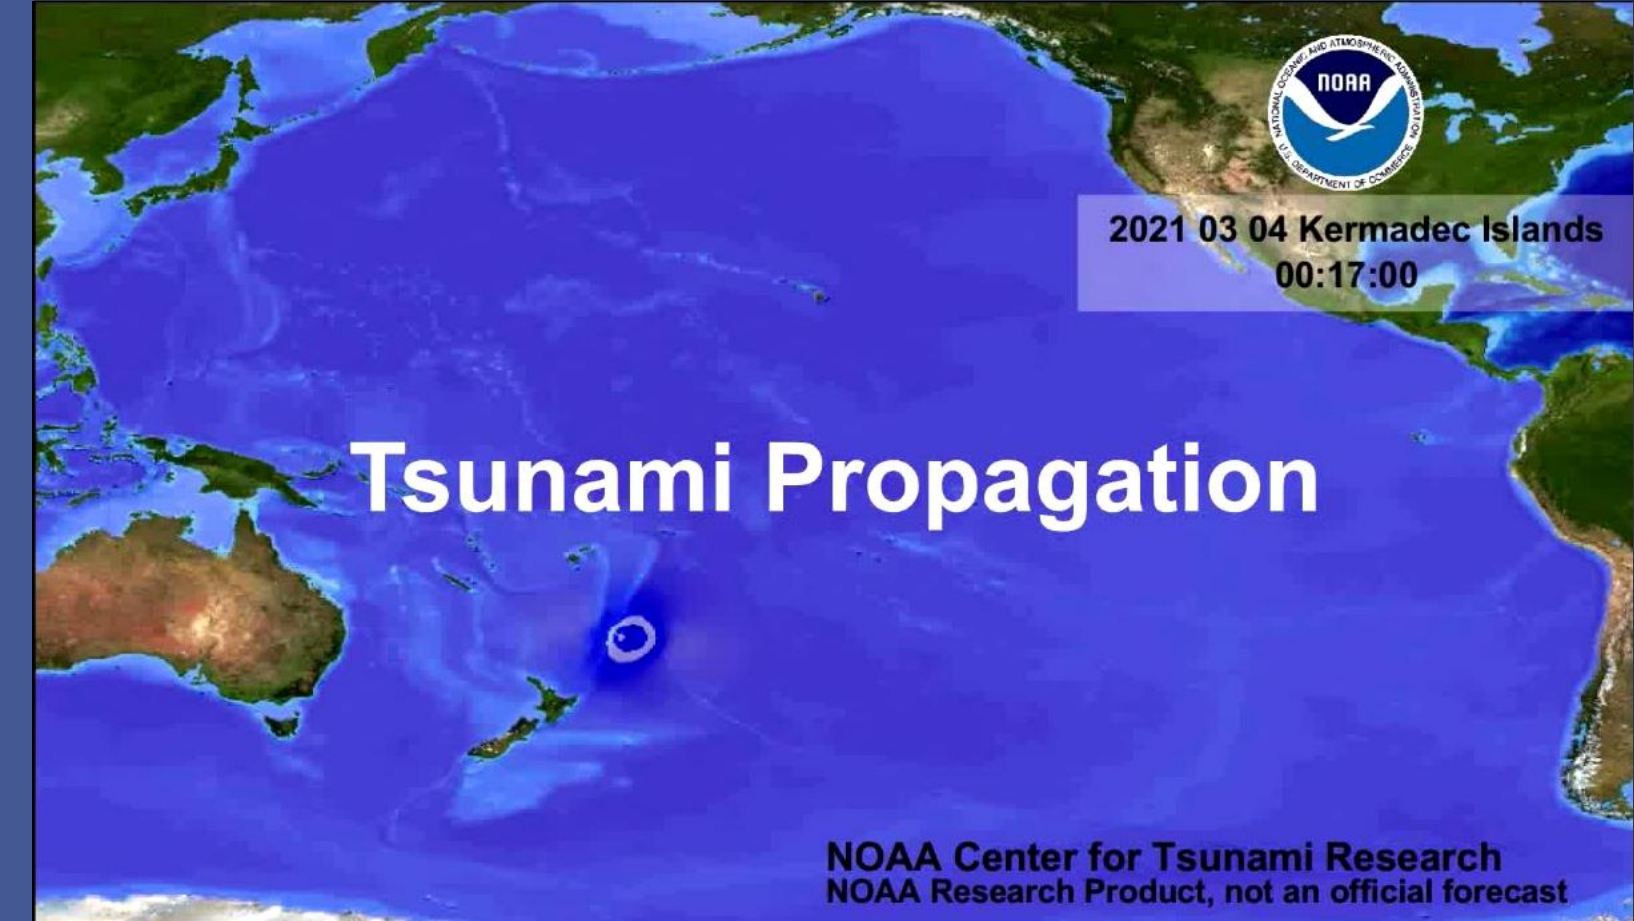 NATIONAL OCEANIC AND ATMOSPHERIC ADMINISTRATION
NOAA
U.S. DEPARTMENT OF COMMERCE
2021 03 04 Kermadec Islands
00:17:00
Tsunami Propagation
NOAA Center for Tsunami Research
NOAA Research Product, not an official forecast